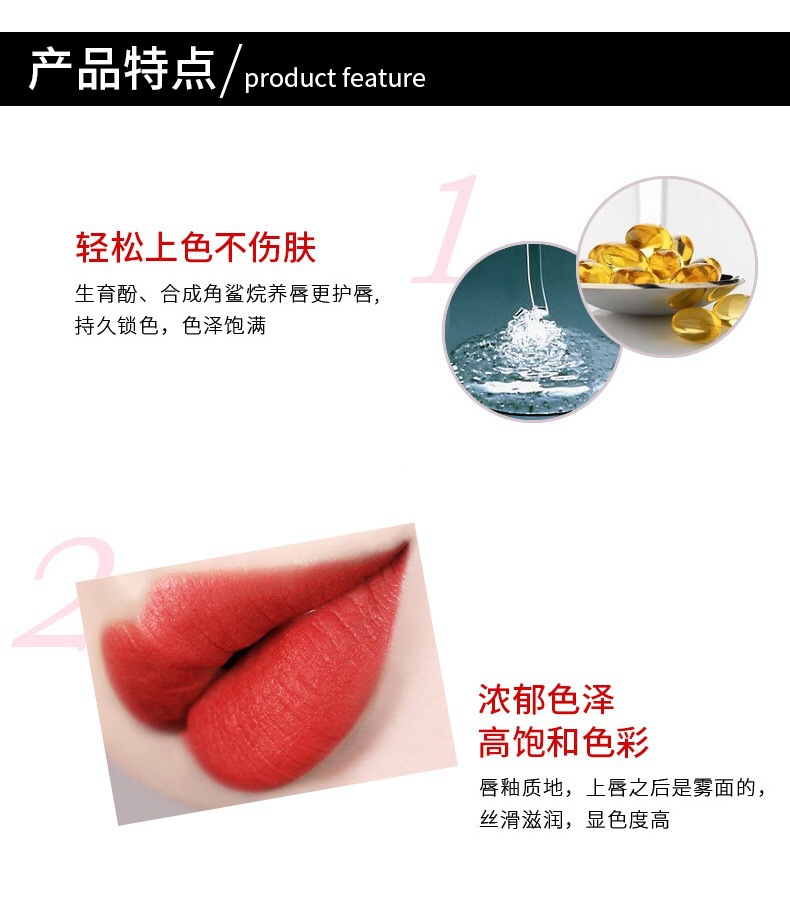 产品特点/product feature
1
轻松上色不伤肤
生育酚、合成角鲨烷养唇更护唇,
持久锁色，色泽饱满
2
浓郁色泽
高饱和色彩
唇釉质地，上唇之后是雾面的，
丝滑滋润，显色度高